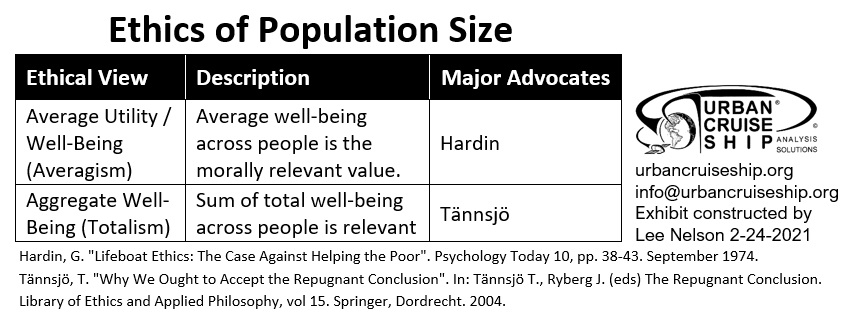 Ethics of Population Size
Ethical View Description Major Advocates
Average Utility /
Well-Being
(Averagism)
Average well-being
across people is the
morally relevant value.
Hardin
Aggregate Well-
Being (Totalism)
Sum of total well-being
across people is relevant
Tännsjö
URBAN®
CRUISE
SHIP
ANALYSIS
SOLUTIONS
©
urbancruiseship.org
info@urbancruiseship.org
Exhibit constructed by
Lee Nelson 2-24-2021
Hardin, G. "Lifeboat Ethics: The Case Against Helping the Poor". Psychology Today 10, pp. 38-43. September 1974.
Tännsjö, T. "Why We Ought to Accept the Repugnant Conclusion". In: Tännsjö T., Ryberg J. (eds) The Repugnant Conclusion.
Library of Ethics and Applied Philosophy, vol 15. Springer, Dordrecht. 2004.